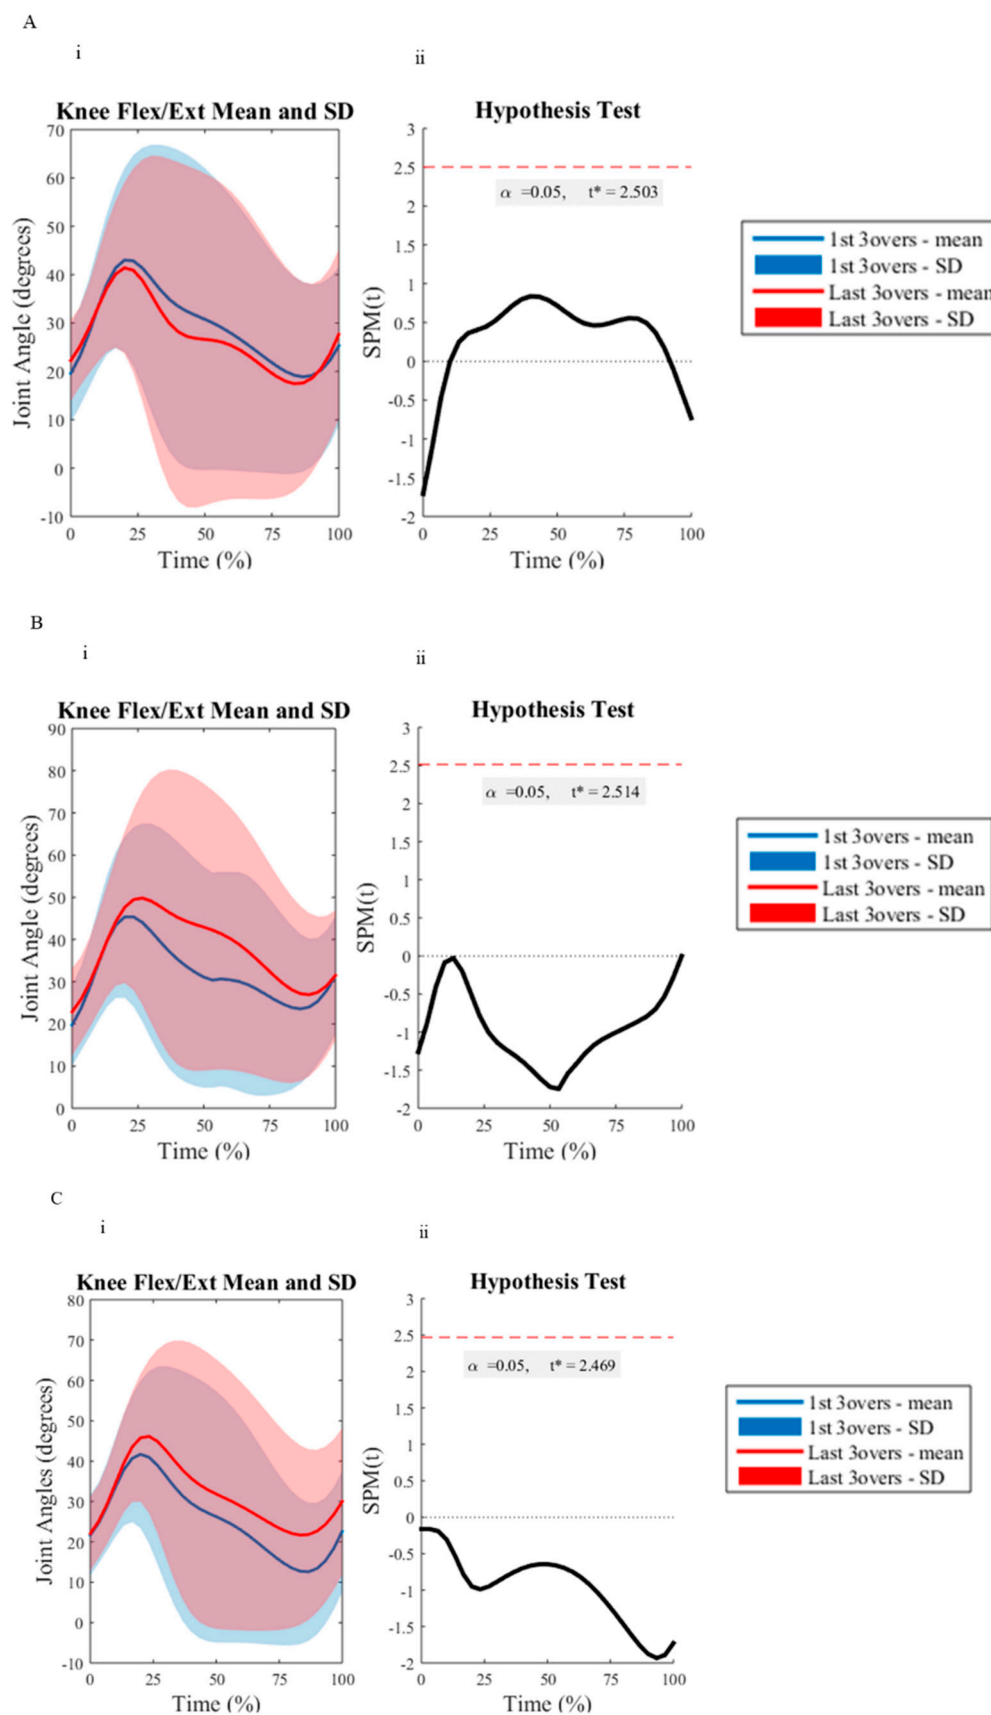 A
i
ii
Knee Flex/Ext Mean and SD
Hypothesis Test
70
60
50
40
30
20
10
0
-10
Joint Angle (degrees)
0
25
50
75
100
Time (%)
3
2.5
2
1.5
1
0.5
0
-0.5
-1
-1.5
-2
SPM(t)
α =0.05, t* = 2.503
0
25
50
75
100
Time (%)
1st 3overs - mean
1st 3overs - SD
Last 3overs - mean
Last 3overs - SD
B
i
ii
Knee Flex/Ext Mean and SD
Hypothesis Test
90
80
70
60
50
40
30
20
10
0
Joint Angle (degrees)
0
25
50
75
100
Time (%)
3
2.5
2
1.5
1
0.5
0
-0.5
-1
-1.5
-2
SPM(t)
α =0.05, t* = 2.514
0
25
50
75
100
Time (%)
1st 3overs - mean
1st 3overs - SD
Last 3overs - mean
Last 3overs - SD
C
i
ii
Knee Flex/Ext Mean and SD
Hypothesis Test
80
70
60
50
40
30
20
10
0
-10
Joint Angles (degrees)
0
25
50
75
100
Time (%)
3
2.5
2
1.5
1
0.5
0
-0.5
-1
-1.5
-2
SPM(t)
α =0.05, t* = 2.469
0
25
50
75
100
Time (%)
1st 3overs - mean
1st 3overs - SD
Last 3overs - mean
Last 3overs - SD